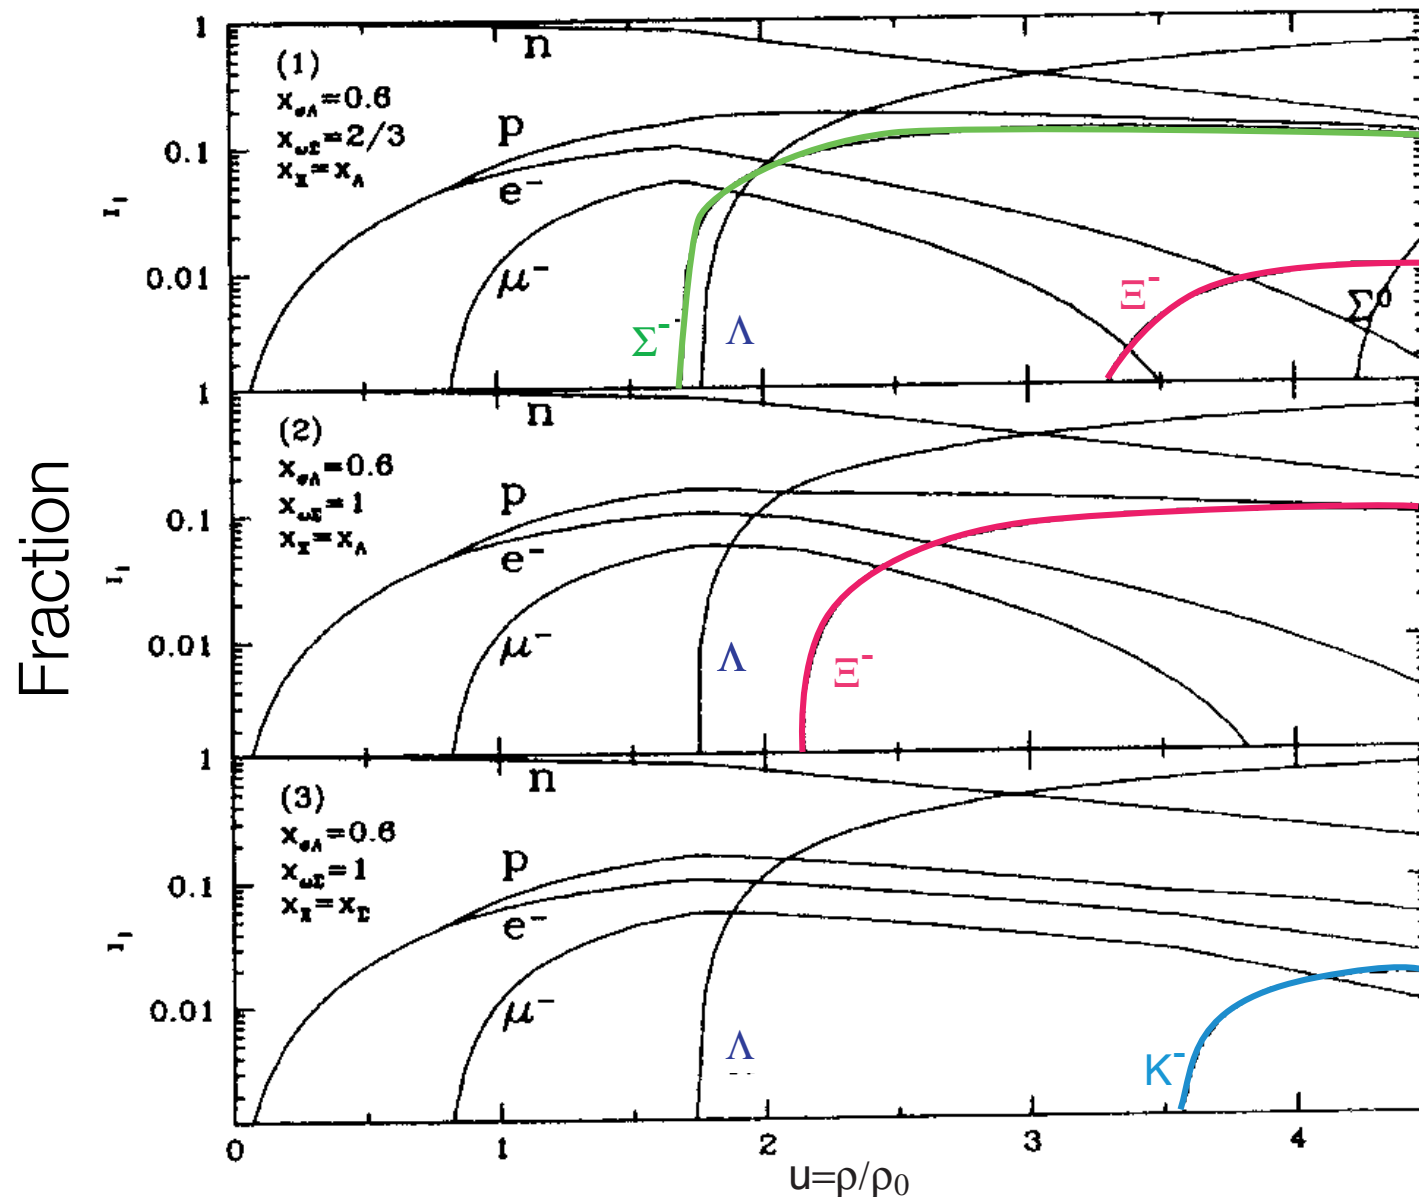 Fraction
1
(1)
n
x_σΛ=0.6
x_ωΣ=2/3
x_Ξ=x_Λ
p
0.1
e⁻
0.01
μ⁻
Σ⁻
Λ
Ξ⁻
Σ⁰
1
(2)
n
x_σΛ=0.6
x_ωΣ=1
x_Ξ=x_Λ
p
0.1
e⁻
0.01
μ⁻
Λ
Ξ⁻
1
(3)
n
x_σΛ=0.6
x_ωΣ=1
x_Ξ=x_Σ
p
0.1
e⁻
0.01
μ⁻
Λ
K⁻
0 1 2 3 4
u=ρ/ρ₀